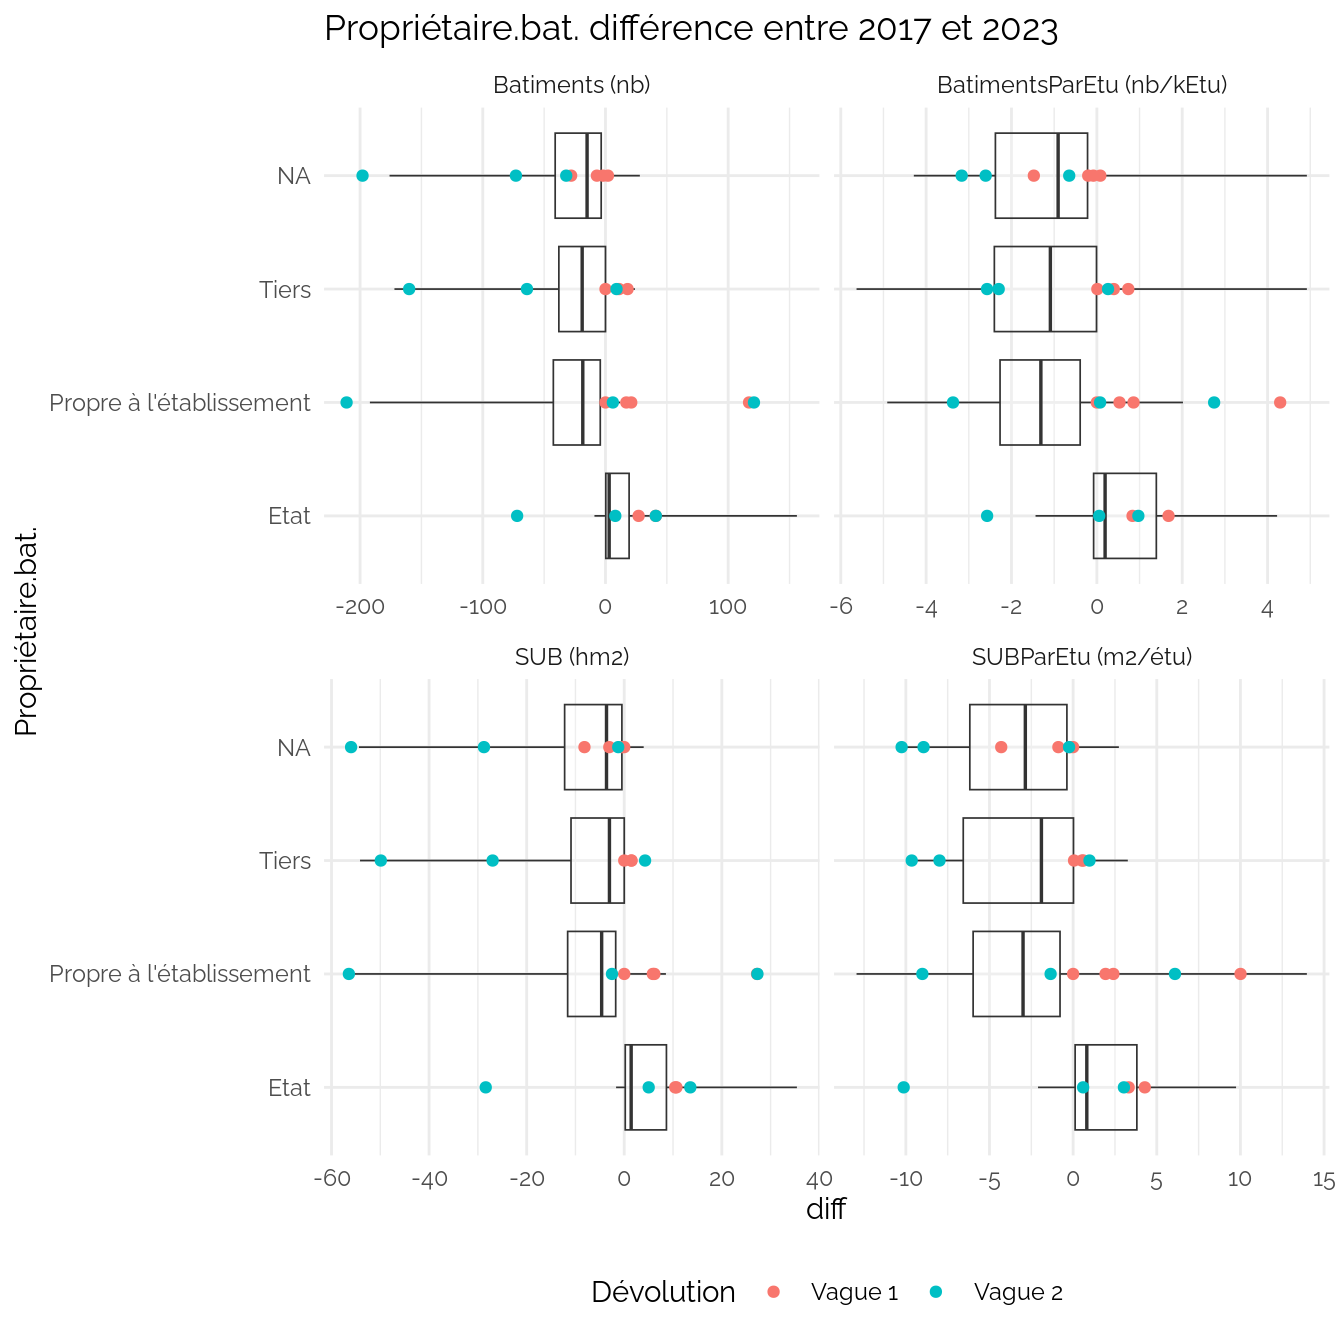 Propriétaire.bat. différence entre 2017 et 2023
Batiments (nb)
BatimentsParEtu (nb/kEtu)
NA
Tiers
Propre à l'établissement
Etat
-200 -100 0 100
-6 -4 -2 0 2 4
Propriétaire.bat.
SUB (hm2)
SUBParEtu (m2/étu)
NA
Tiers
Propre à l'établissement
Etat
-60 -40 -20 0 20 40
-10 -5 0 5 10 15
diff
Dévolution Vague 1 Vague 2